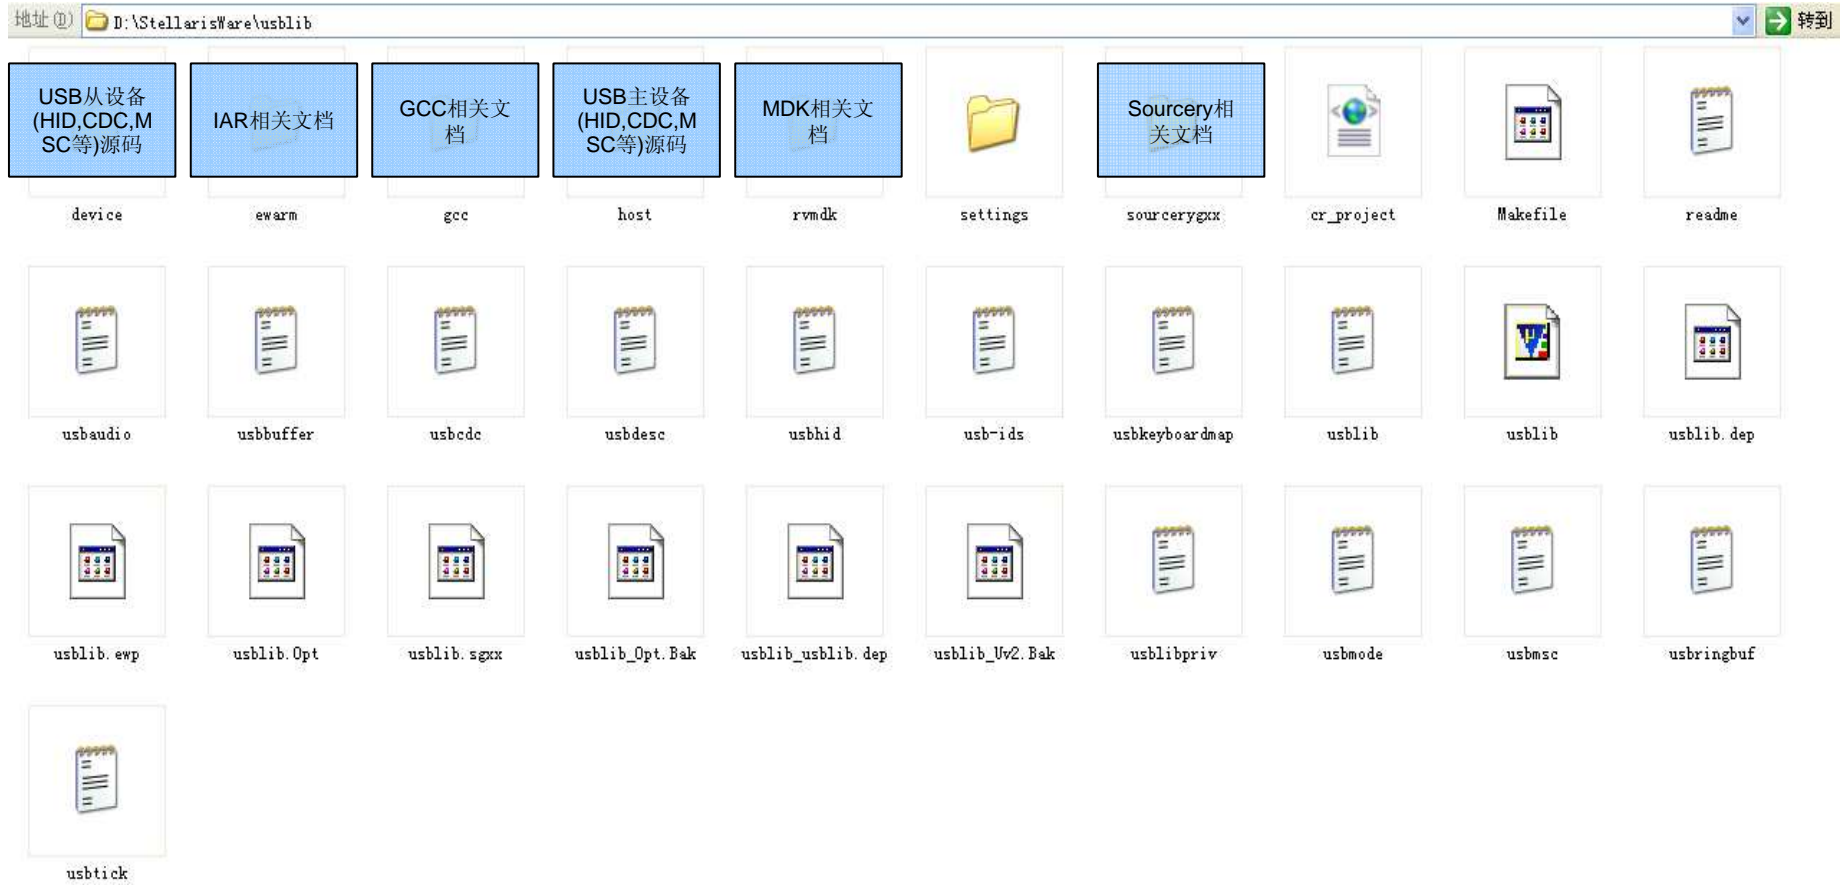 地址(D) D:\StellarisWare\usblib 转到
USB从设备
(HID,CDC,M
SC等)源码
IAR相关文档
GCC相关文
档
USB主设备
(HID,CDC,M
SC等)源码
MDK相关文
档
Sourcery相
关文档
device ewarm gcc host rvmdk settings sourcerygxx cr_project Makefile readme
usbaudio usbbuffer usbcdc usbdesc usbhid usb-ids usbkeyboardmap usblib usblib usblib.dep
usblib.ewp usblib.Opt usblib.sgxx usblib_Opt.Bak usblib_usblib.dep usblib_Uv2.Bak usblibpriv usbmode usbmsc usbringbuf
usbtick